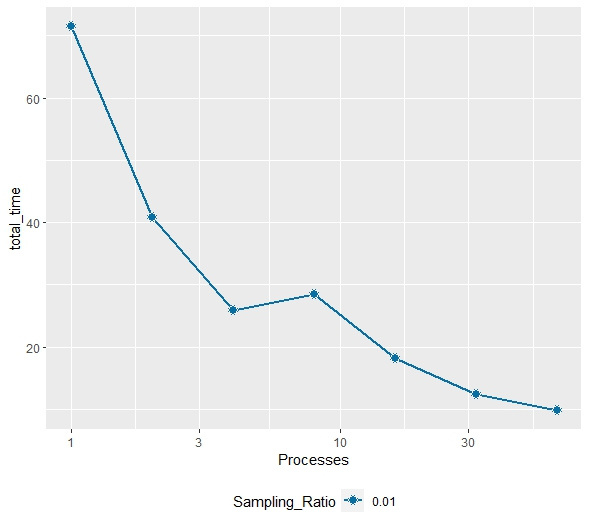 total_time
60
40
20
1 3 10 30
Processes
Sampling_Ratio 0.01